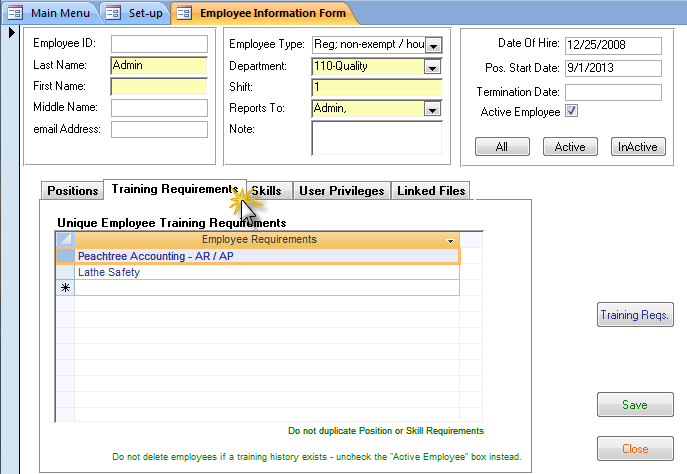 Main Menu Set-up Employee Information Form
Employee ID:
Last Name: Admin
First Name:
Middle Name:
email Address:
Employee Type: Reg; non-exempt / hou
Department: 110-Quality
Shift: 1
Reports To: Admin,
Note:
Date Of Hire: 12/25/2008
Pos. Start Date: 9/1/2013
Termination Date:
Active Employee
All Active InActive
Positions Training Requirements Skills User Privileges Linked Files
Unique Employee Training Requirements
Employee Requirements
Peachtree Accounting - AR / AP
Lathe Safety
Training Reqs.
Save
Do not duplicate Position or Skill Requirements
Close
Do not delete employees if a training history exists - uncheck the "Active Employee" box instead.